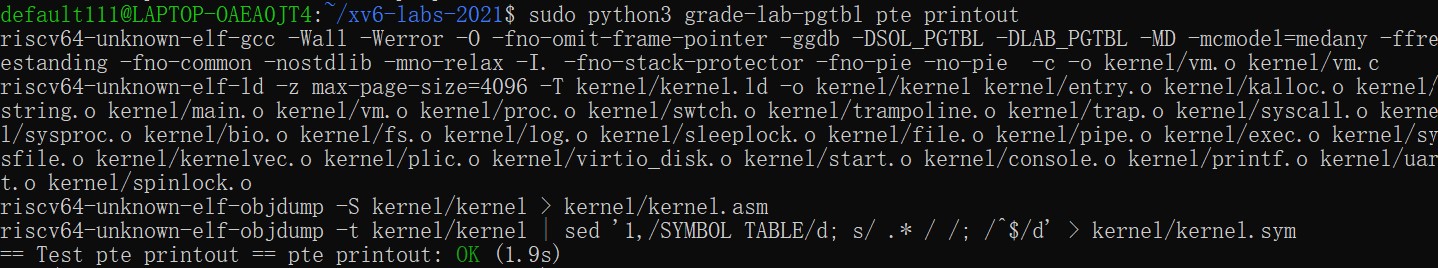 default111@LAPTOP-OAEA0JT4:~/xv6-labs-2021$ sudo python3 grade-lab-pgtbl pte printout
riscv64-unknown-elf-gcc -Wall -Werror -O -fno-omit-frame-pointer -ggdb -DSOL_PGTBL -DLAB_PGTBL -MD -mcmodel=medany -ffre
estanding -fno-common -nostdlib -mno-relax -I. -fno-stack-protector -fno-pie -no-pie  -c -o kernel/vm.o kernel/vm.c
riscv64-unknown-elf-ld -z max-page-size=4096 -T kernel/kernel.ld -o kernel/kernel kernel/entry.o kernel/kalloc.o kernel/
string.o kernel/main.o kernel/vm.o kernel/proc.o kernel/swtch.o kernel/trampoline.o kernel/trap.o kernel/syscall.o kerne
l/sysproc.o kernel/bio.o kernel/fs.o kernel/log.o kernel/sleeplock.o kernel/file.o kernel/pipe.o kernel/exec.o kernel/sy
sfile.o kernel/kernelvec.o kernel/plic.o kernel/virtio_disk.o kernel/start.o kernel/console.o kernel/printf.o kernel/uar
t.o kernel/spinlock.o
riscv64-unknown-elf-objdump -S kernel/kernel > kernel/kernel.asm
riscv64-unknown-elf-objdump -t kernel/kernel | sed '1,/SYMBOL TABLE/d; s/ .* / /; /^$/d' > kernel/kernel.sym
== Test pte printout == pte printout: OK (1.9s)